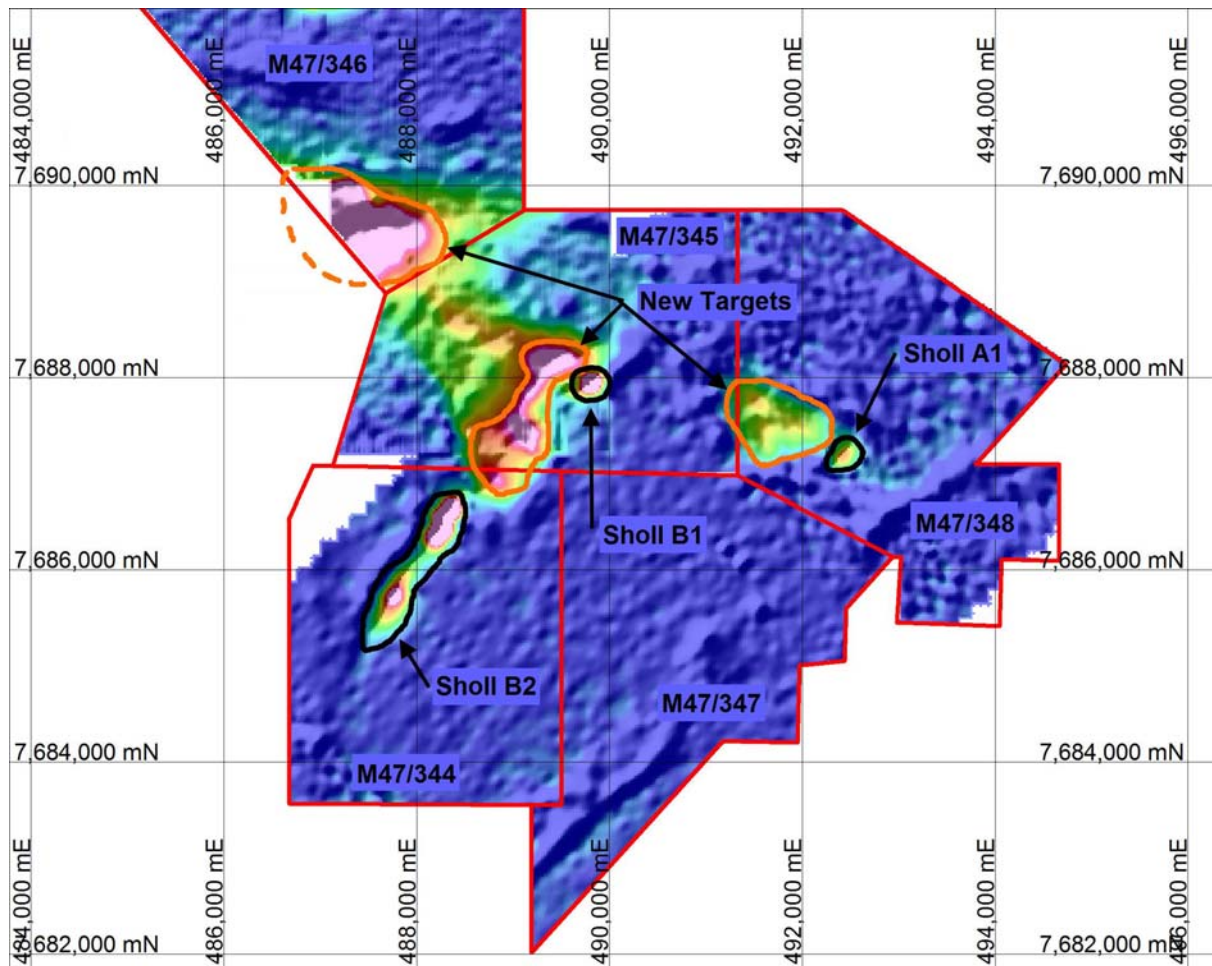 484,000 mE
486,000 mE
488,000 mE
490,000 mE
492,000 mE
494,000 mE
496,000 mE
M47/346
7,690,000 mN
7,690,000 mN
M47/345
New Targets
Sholl A1
7,688,000 mN
7,688,000 mN
M47/348
Sholl B1
7,686,000 mN
7,686,000 mN
Sholl B2
M47/347
7,684,000 mN
7,684,000 mN
M47/344
484,000 mE
486,000 mE
488,000 mE
490,000 mE
492,000 mE
494,000 mE
496,000 mE
7,682,000 mN
7,682,000 mN